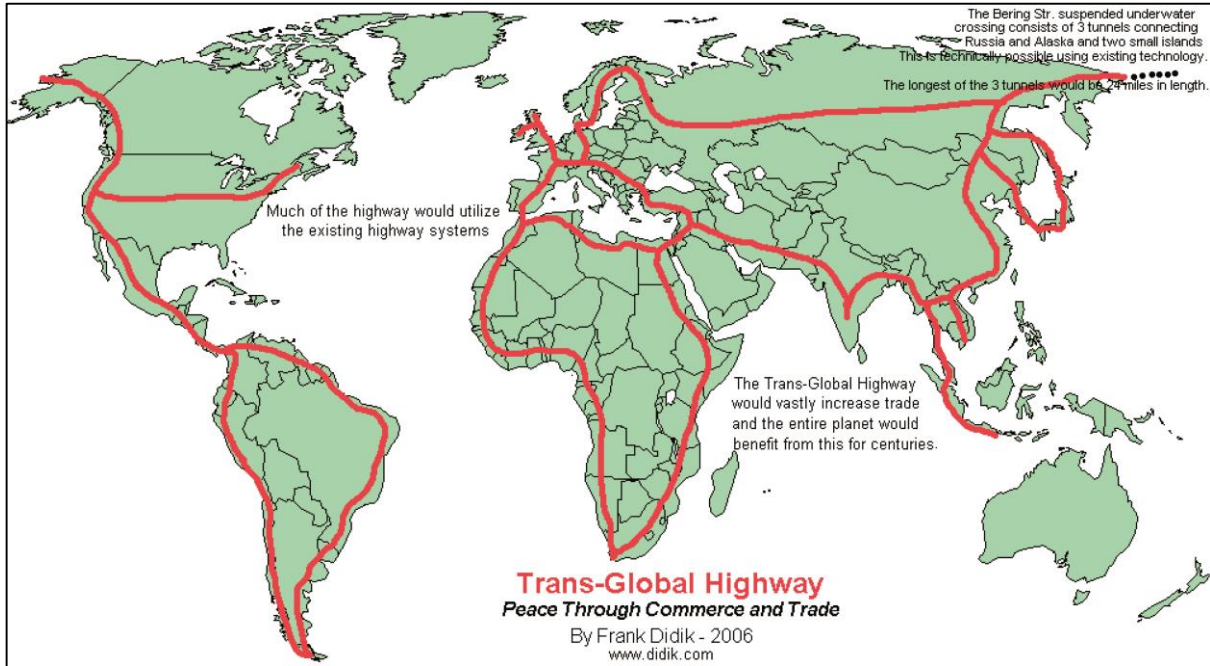 The Bering Str. suspended underwater
crossing consists of 3 tunnels connecting
Russia and Alaska and two small islands
This is technically possible using existing technology.
The longest of the 3 tunnels would be 24 miles in length.
Much of the highway would utilize
the existing highway systems
The Trans-Global Highway
would vastly increase trade
and the entire planet would
benefit from this for centuries.
Trans-Global Highway
Peace Through Commerce and Trade
By Frank Didik - 2006
www.didik.com